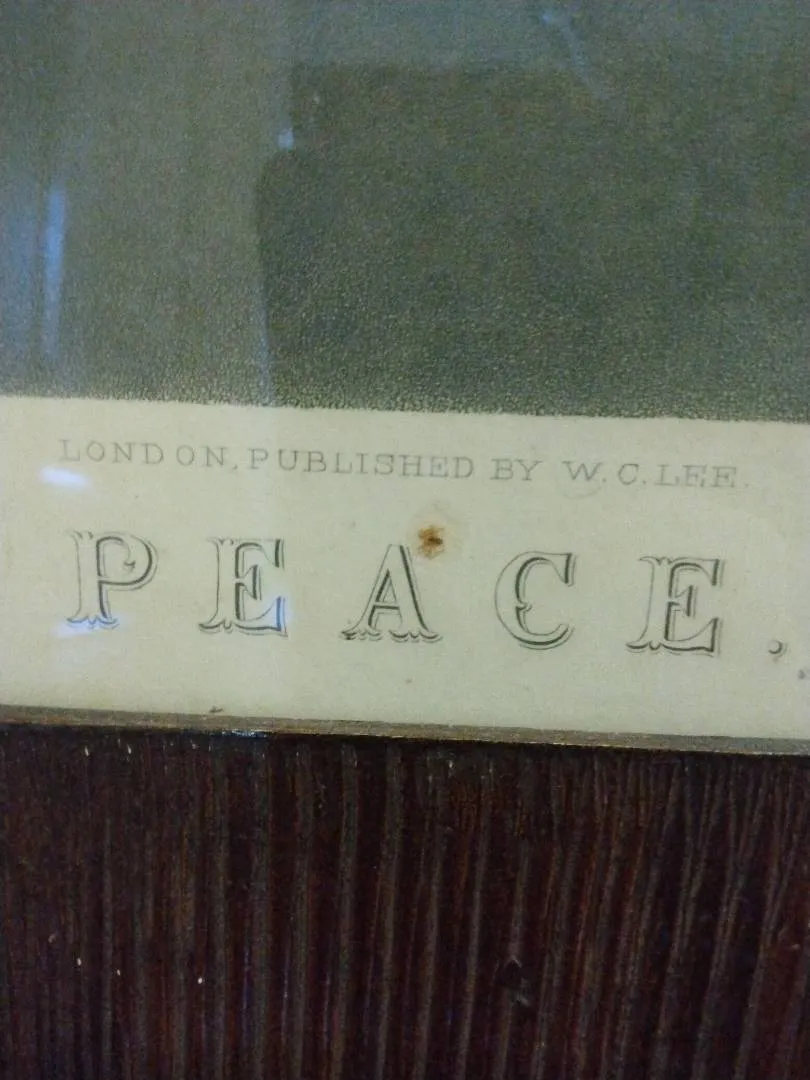 LONDON, PUBLISHED BY W. C. LEE.
PEACE.